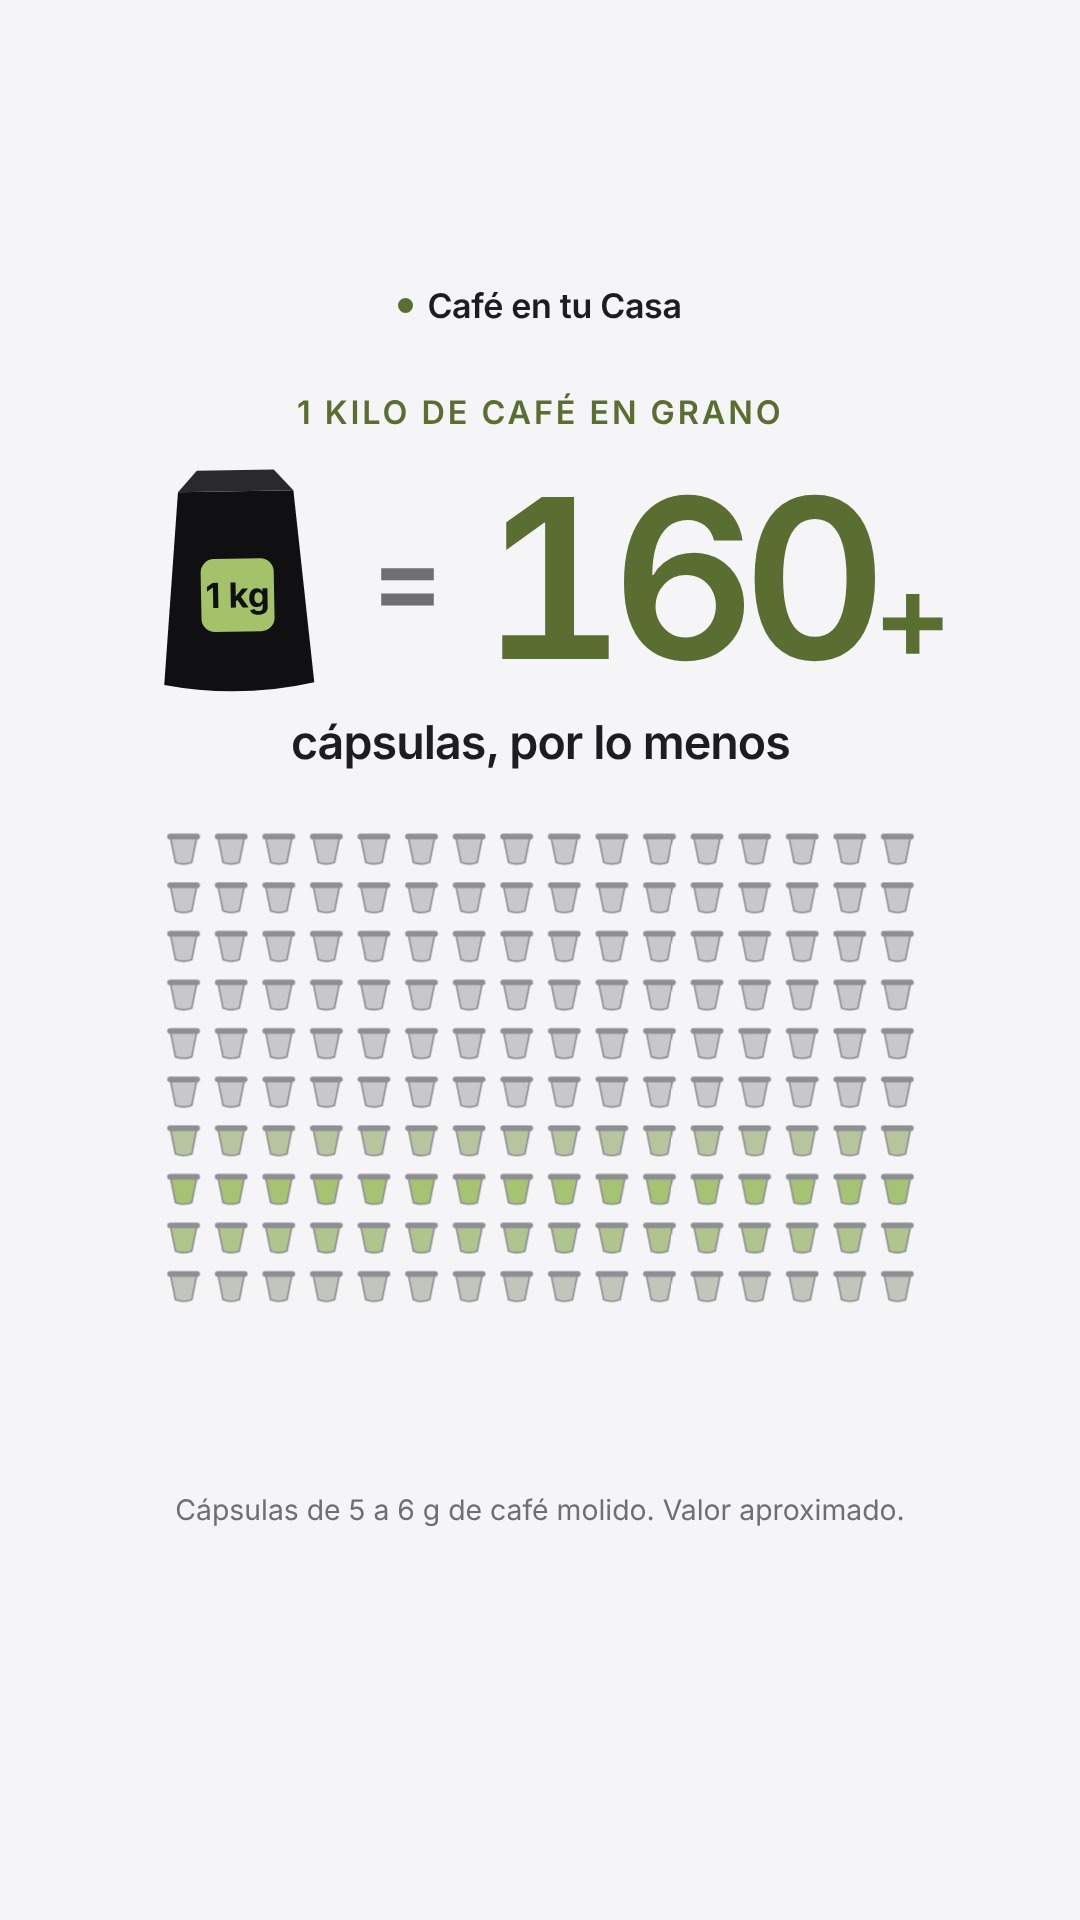 Café en tu Casa
1 KILO DE CAFÉ EN GRANO
1 kg
= 160+
cápsulas, por lo menos
Cápsulas de 5 a 6 g de café molido. Valor aproximado.